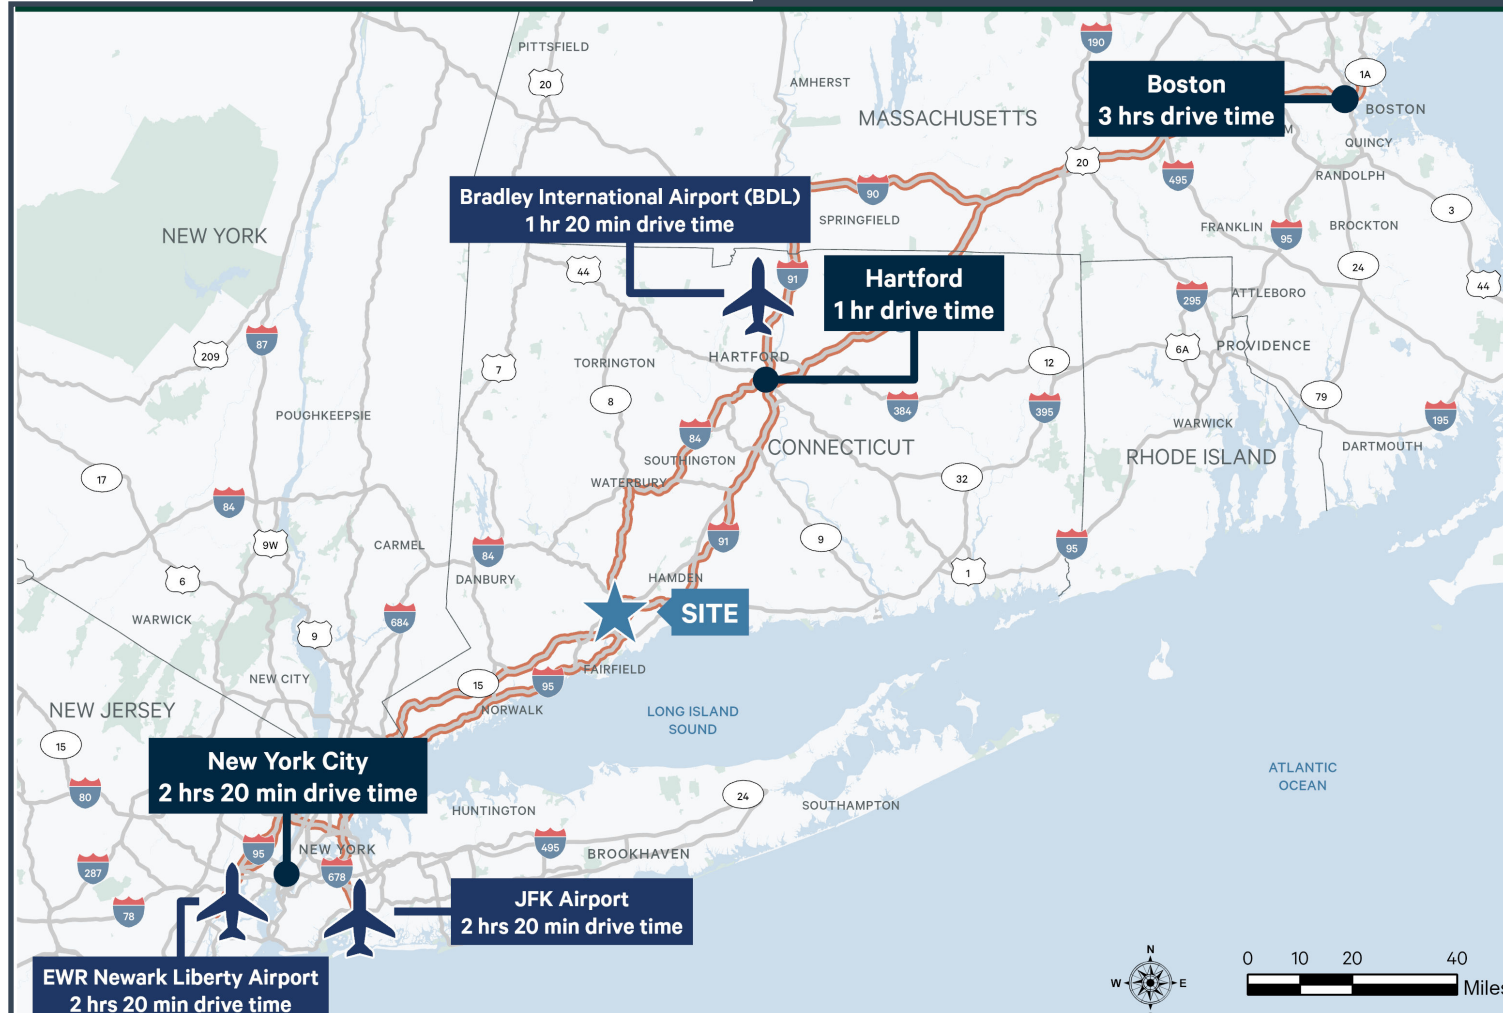 PITTSFIELD
190
1A
20
AMHERST
Boston
3 hrs drive time
MASSACHUSETTS
BOSTON
M
QUINCY
20
495
RANDOLPH
Bradley International Airport (BDL)
1 hr 20 min drive time
90
SPRINGFIELD
3
NEW YORK
FRANKLIN
95
BROCKTON
44
91
Hartford
1 hr drive time
24
44
295
ATTLEBORO
87
209
7
TORRINGTON
HARTFORD
12
6A
PROVIDENCE
8
384
395
79
195
POUGHKEEPSIE
84
SOUTHINGTON
CONNECTICUT
WARWICK
RHODE ISLAND
DARTMOUTH
17
WATERBURY
32
84
9W
CARMEL
84
91
9
95
6
DANBURY
HAMDEN
1
WARWICK
684
SITE
9
NEW CITY
15
95
FAIRFIELD
NEW JERSEY
NORWALK
LONG ISLAND
SOUND
15
New York City
2 hrs 20 min drive time
ATLANTIC
OCEAN
80
HUNTINGTON
24
SOUTHAMPTON
95
NEW YORK
495
BROOKHAVEN
287
678
78
JFK Airport
2 hrs 20 min drive time
EWR Newark Liberty Airport
2 hrs 20 min drive time
N
W
E
S
0 10 20 40
Miles